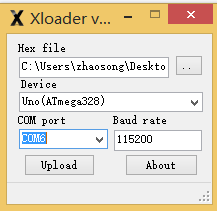 Xloader v...
Hex file
C:\Users\zhaosong\Deskto
..
Device
Uno(ATmega328)
COM port
Baud rate
COM6
115200
Upload
About